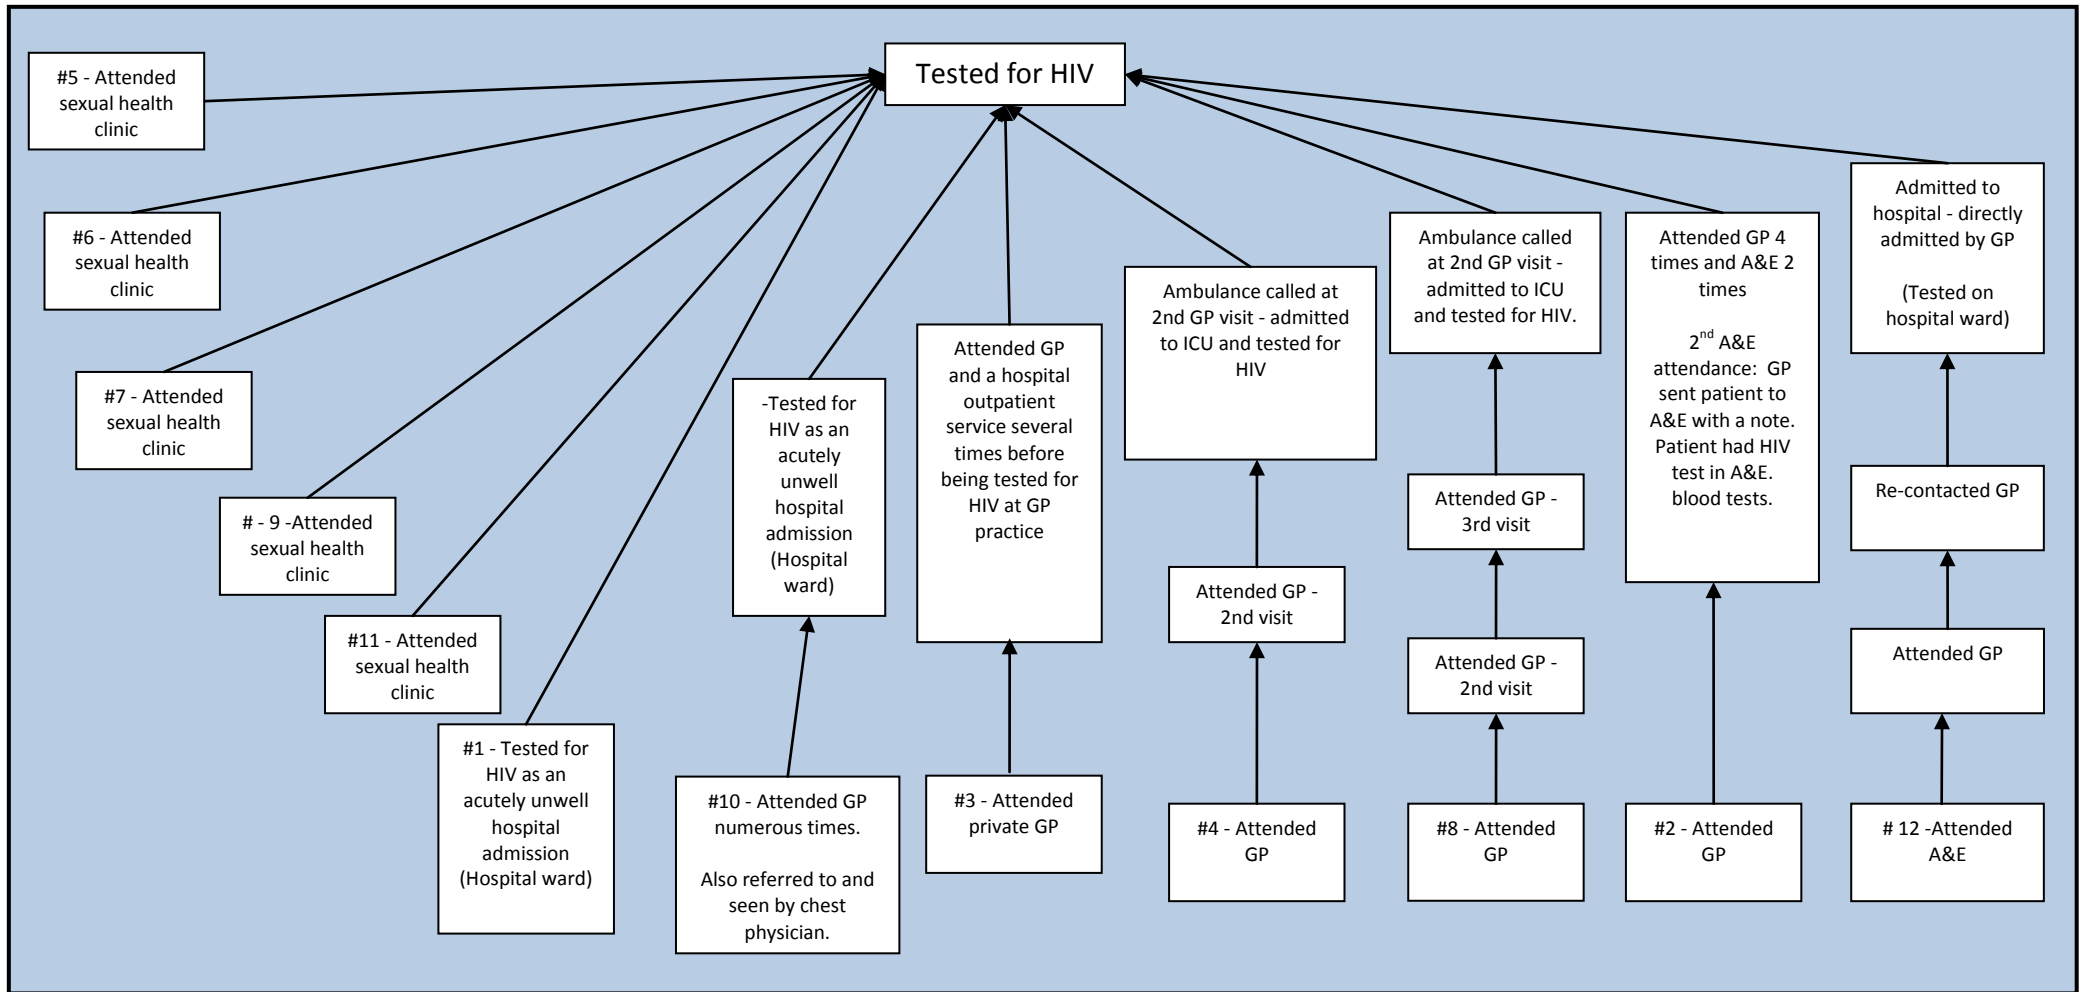 Tested for HIV
#5 - Attended
sexual health
clinic
#6 - Attended
sexual health
clinic
#7 - Attended
sexual health
clinic
# - 9 -Attended
sexual health
clinic
#11 - Attended
sexual health
clinic
#1 - Tested for
HIV as an
acutely unwell
hospital
admission
(Hospital ward)
-Tested for
HIV as an
acutely
unwell
hospital
admission
(Hospital
ward)
#10 - Attended GP
numerous times.
Also referred to and
seen by chest
physician.
Attended GP
and a hospital
outpatient
service several
times before
being tested for
HIV at GP
practice
#3 - Attended
private GP
Ambulance called at
2nd GP visit - admitted
to ICU and tested for
HIV
Attended GP -
2nd visit
#4 - Attended
GP
Ambulance called
at 2nd GP visit -
admitted to ICU
and tested for HIV.
Attended GP -
3rd visit
Attended GP -
2nd visit
#8 - Attended
GP
Attended GP 4
times and A&E 2
times
2nd A&E
attendance: GP
sent patient to
A&E with a note.
Patient had HIV
test in A&E.
blood tests.
#2 - Attended
GP
Admitted to
hospital - directly
admitted by GP
(Tested on
hospital ward)
Re-contacted GP
Attended GP
# 12 -Attended
A&E